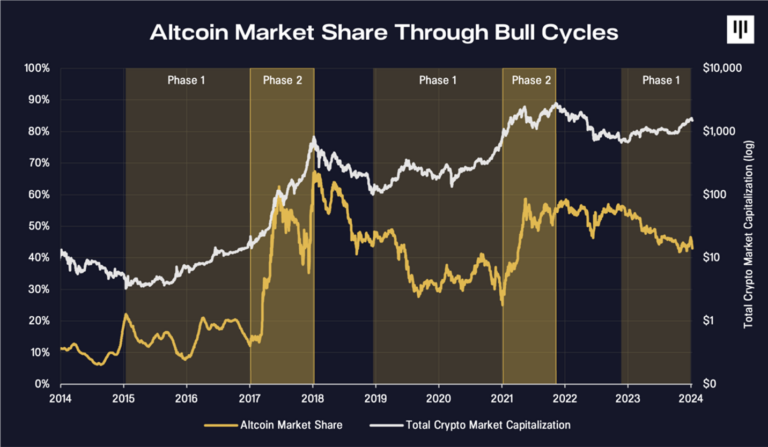 Altcoin Market Share Through Bull Cycles
100%
90%
80%
70%
60%
50%
40%
30%
20%
10%
0%
Phase 1
Phase 2
Phase 1
Phase 2
Phase 1
$10,000
$1,000
$100
$10
$1
$0
Total Crypto Market Capitalization (log)
2014 2015 2016 2017 2018 2019 2020 2021 2022 2023 2024
Altcoin Market Share
Total Crypto Market Capitalization